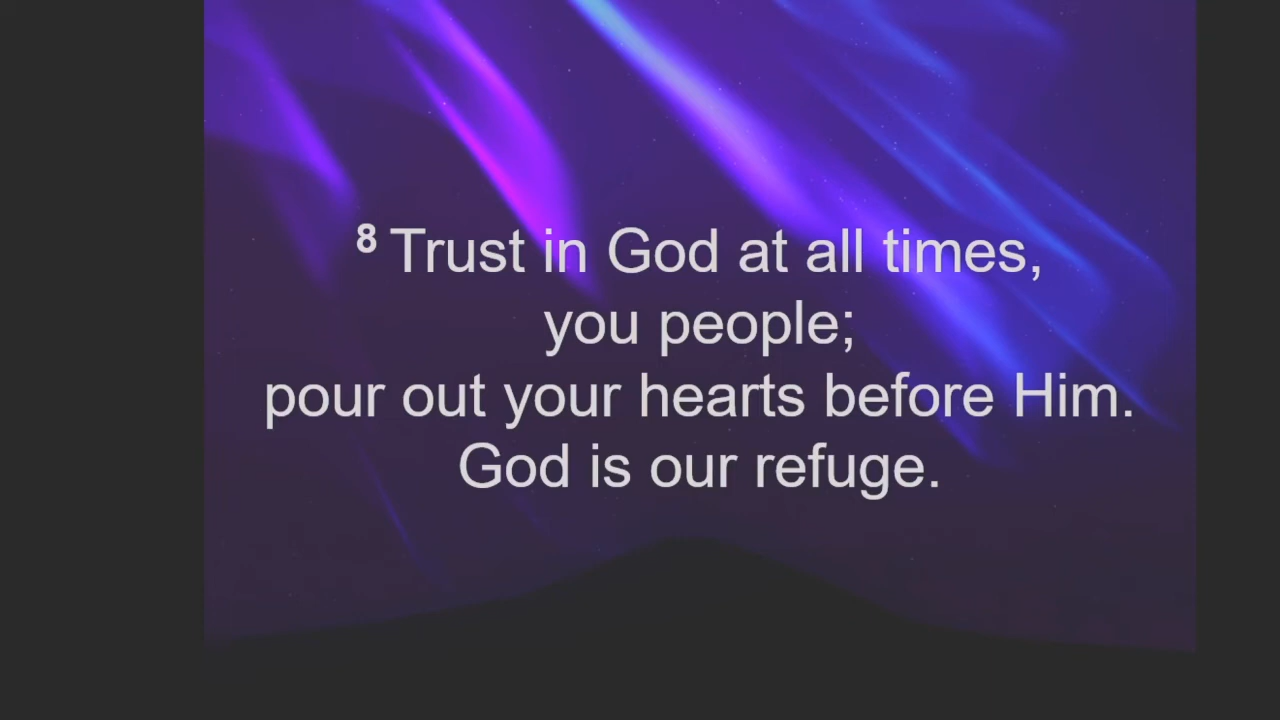 8 Trust in God at all times,
you people;
pour out your hearts before Him.
God is our refuge.